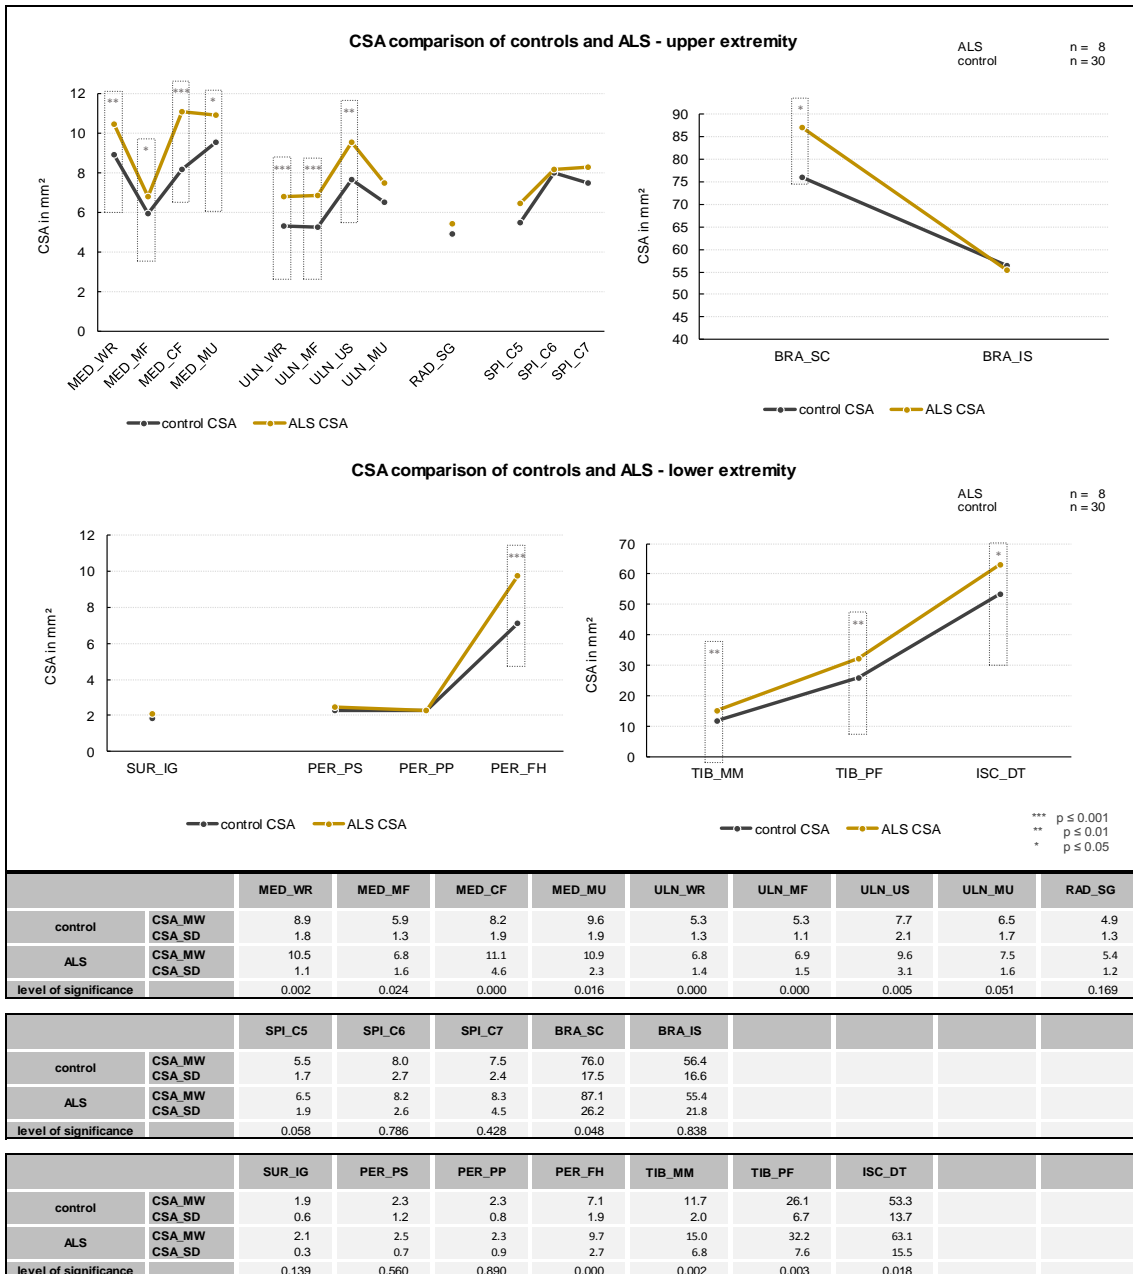 CSA comparison of controls and ALS - upper extremity
ALS n = 8
control n = 30
CSA in mm²
12
10
8
6
4
2
0
** * *** * *** *** **
MED_WR MED_MF MED_CF MED_MU ULN_WR ULN_MF ULN_US ULN_MU RAD_SG SPI_C5 SPI_C6 SPI_C7
control CSA ALS CSA
CSA in mm²
90
85
80
75
70
65
60
55
50
45
40
*
BRA_SC BRA_IS
control CSA ALS CSA
CSA comparison of controls and ALS - lower extremity
ALS n = 8
control n = 30
CSA in mm²
12
10
8
6
4
2
0
***
SUR_IG PER_PS PER_PP PER_FH
control CSA ALS CSA
CSA in mm²
70
60
50
40
30
20
10
0
** ** *
TIB_MM TIB_PF ISC_DT
control CSA ALS CSA
*** p ≤ 0.001
** p ≤ 0.01
* p ≤ 0.05
MED_WR MED_MF MED_CF MED_MU ULN_WR ULN_MF ULN_US ULN_MU RAD_SG
control CSA_MW 8.9 5.9 8.2 9.6 5.3 5.3 7.7 6.5 4.9
CSA_SD 1.8 1.3 1.9 1.9 1.3 1.1 2.1 1.7 1.3
ALS CSA_MW 10.5 6.8 11.1 10.9 6.8 6.9 9.6 7.5 5.4
CSA_SD 1.1 1.6 4.6 2.3 1.4 1.5 3.1 1.6 1.2
level of significance 0.002 0.024 0.000 0.016 0.000 0.000 0.005 0.051 0.169
SPI_C5 SPI_C6 SPI_C7 BRA_SC BRA_IS
control CSA_MW 5.5 8.0 7.5 76.0 56.4
CSA_SD 1.7 2.7 2.4 17.5 16.6
ALS CSA_MW 6.5 8.2 8.3 87.1 55.4
CSA_SD 1.9 2.6 4.5 26.2 21.8
level of significance 0.058 0.786 0.428 0.048 0.838
SUR_IG PER_PS PER_PP PER_FH TIB_MM TIB_PF ISC_DT
control CSA_MW 1.9 2.3 2.3 7.1 11.7 26.1 53.3
CSA_SD 0.6 1.2 0.8 1.9 2.0 6.7 13.7
ALS CSA_MW 2.1 2.5 2.3 9.7 15.0 32.2 63.1
CSA_SD 0.3 0.7 0.9 2.7 6.8 7.6 15.5
level of significance 0.139 0.560 0.890 0.000 0.002 0.003 0.018